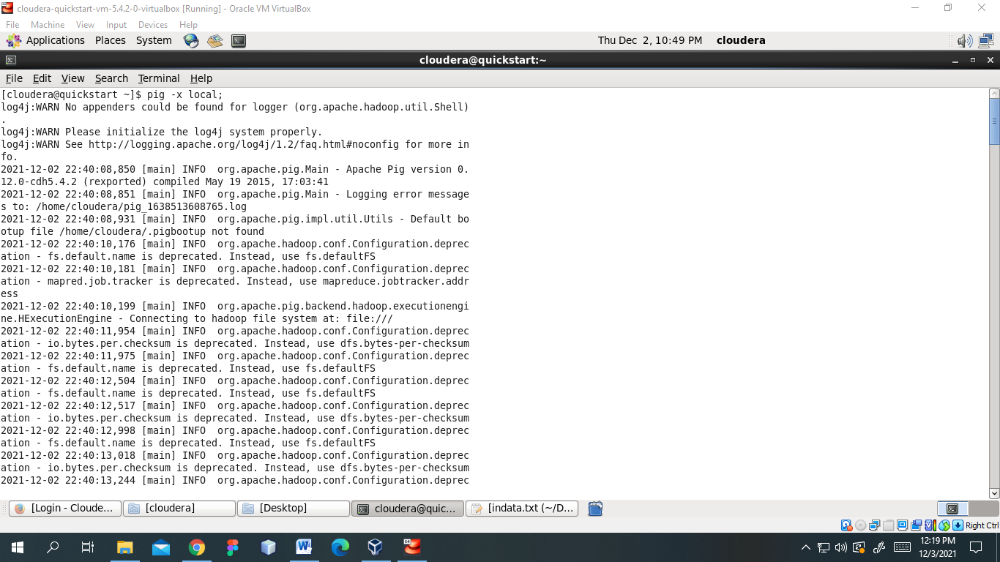 cloudera-quickstart-vm-5.4.2-0-virtualbox [Running] - Oracle VM VirtualBox
File Machine View Input Devices Help
Applications Places System Thu Dec 2, 10:49 PM cloudera
cloudera@quickstart:~
File Edit View Search Terminal Help
[cloudera@quickstart ~]$ pig -x local;
log4j:WARN No appenders could be found for logger (org.apache.hadoop.util.Shell)
.
log4j:WARN Please initialize the log4j system properly.
log4j:WARN See http://logging.apache.org/log4j/1.2/faq.html#noconfig for more in
fo.
2021-12-02 22:40:08,850 [main] INFO  org.apache.pig.Main - Apache Pig version 0.
12.0-cdh5.4.2 (rexported) compiled May 19 2015, 17:03:41
2021-12-02 22:40:08,851 [main] INFO  org.apache.pig.Main - Logging error message
s to: /home/cloudera/pig_1638513608765.log
2021-12-02 22:40:08,931 [main] INFO  org.apache.pig.impl.util.Utils - Default bo
otup file /home/cloudera/.pigbootup not found
2021-12-02 22:40:10,176 [main] INFO  org.apache.hadoop.conf.Configuration.deprec
ation - fs.default.name is deprecated. Instead, use fs.defaultFS
2021-12-02 22:40:10,181 [main] INFO  org.apache.hadoop.conf.Configuration.deprec
ation - mapred.job.tracker is deprecated. Instead, use mapreduce.jobtracker.addr
ess
2021-12-02 22:40:10,199 [main] INFO  org.apache.pig.backend.hadoop.executionengi
ne.HExecutionEngine - Connecting to hadoop file system at: file:///
2021-12-02 22:40:11,954 [main] INFO  org.apache.hadoop.conf.Configuration.deprec
ation - io.bytes.per.checksum is deprecated. Instead, use dfs.bytes-per-checksum
2021-12-02 22:40:11,975 [main] INFO  org.apache.hadoop.conf.Configuration.deprec
ation - fs.default.name is deprecated. Instead, use fs.defaultFS
2021-12-02 22:40:12,504 [main] INFO  org.apache.hadoop.conf.Configuration.deprec
ation - fs.default.name is deprecated. Instead, use fs.defaultFS
2021-12-02 22:40:12,517 [main] INFO  org.apache.hadoop.conf.Configuration.deprec
ation - io.bytes.per.checksum is deprecated. Instead, use dfs.bytes-per-checksum
2021-12-02 22:40:12,998 [main] INFO  org.apache.hadoop.conf.Configuration.deprec
ation - fs.default.name is deprecated. Instead, use fs.defaultFS
2021-12-02 22:40:13,018 [main] INFO  org.apache.hadoop.conf.Configuration.deprec
ation - io.bytes.per.checksum is deprecated. Instead, use dfs.bytes-per-checksum
2021-12-02 22:40:13,244 [main] INFO  org.apache.hadoop.conf.Configuration.deprec
[Login - Cloude... [cloudera] [Desktop] cloudera@quic... [indata.txt (~/D...
Right Ctrl
12:19 PM
12/3/2021